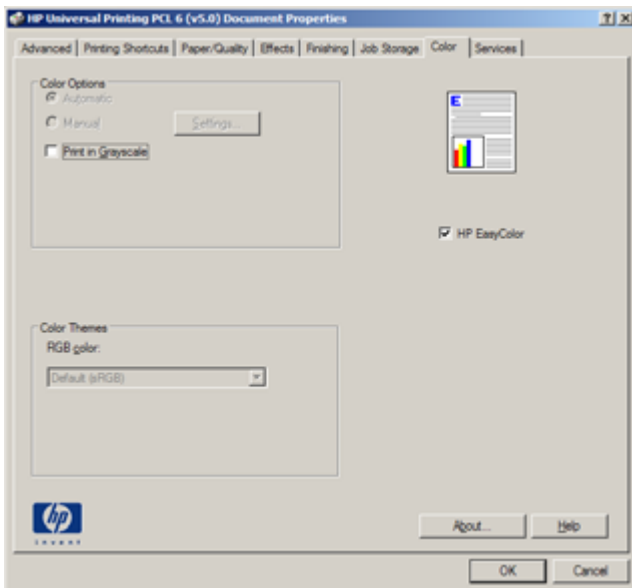 HP Universal Printing PCL 6 (v5.0) Document Properties
Advanced Printing Shortcuts Paper/Quality Effects Finishing Job Storage Color Services
Color Options
Automatic
Manual Settings...
Print in Grayscale
E
HP EasyColor
Color Themes
RGB color:
Default (sRGB)
hp
invent
About... Help
OK Cancel